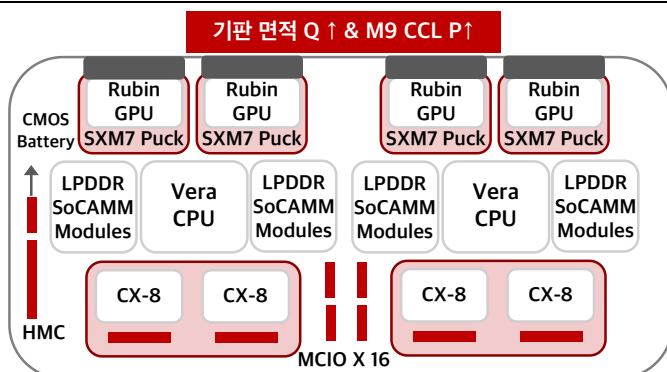 기판 면적 Q ↑ & M9 CCL P↑
Rubin
GPU
SXM7 Puck
Rubin
GPU
SXM7 Puck
Rubin
GPU
SXM7 Puck
Rubin
GPU
SXM7 Puck
CMOS
Battery
LPDDR
SoCAMM
Modules
Vera
CPU
LPDDR
SoCAMM
Modules
LPDDR
SoCAMM
Modules
Vera
CPU
LPDDR
SoCAMM
Modules
CX-8
CX-8
CX-8
CX-8
HMC
MCIO X 16